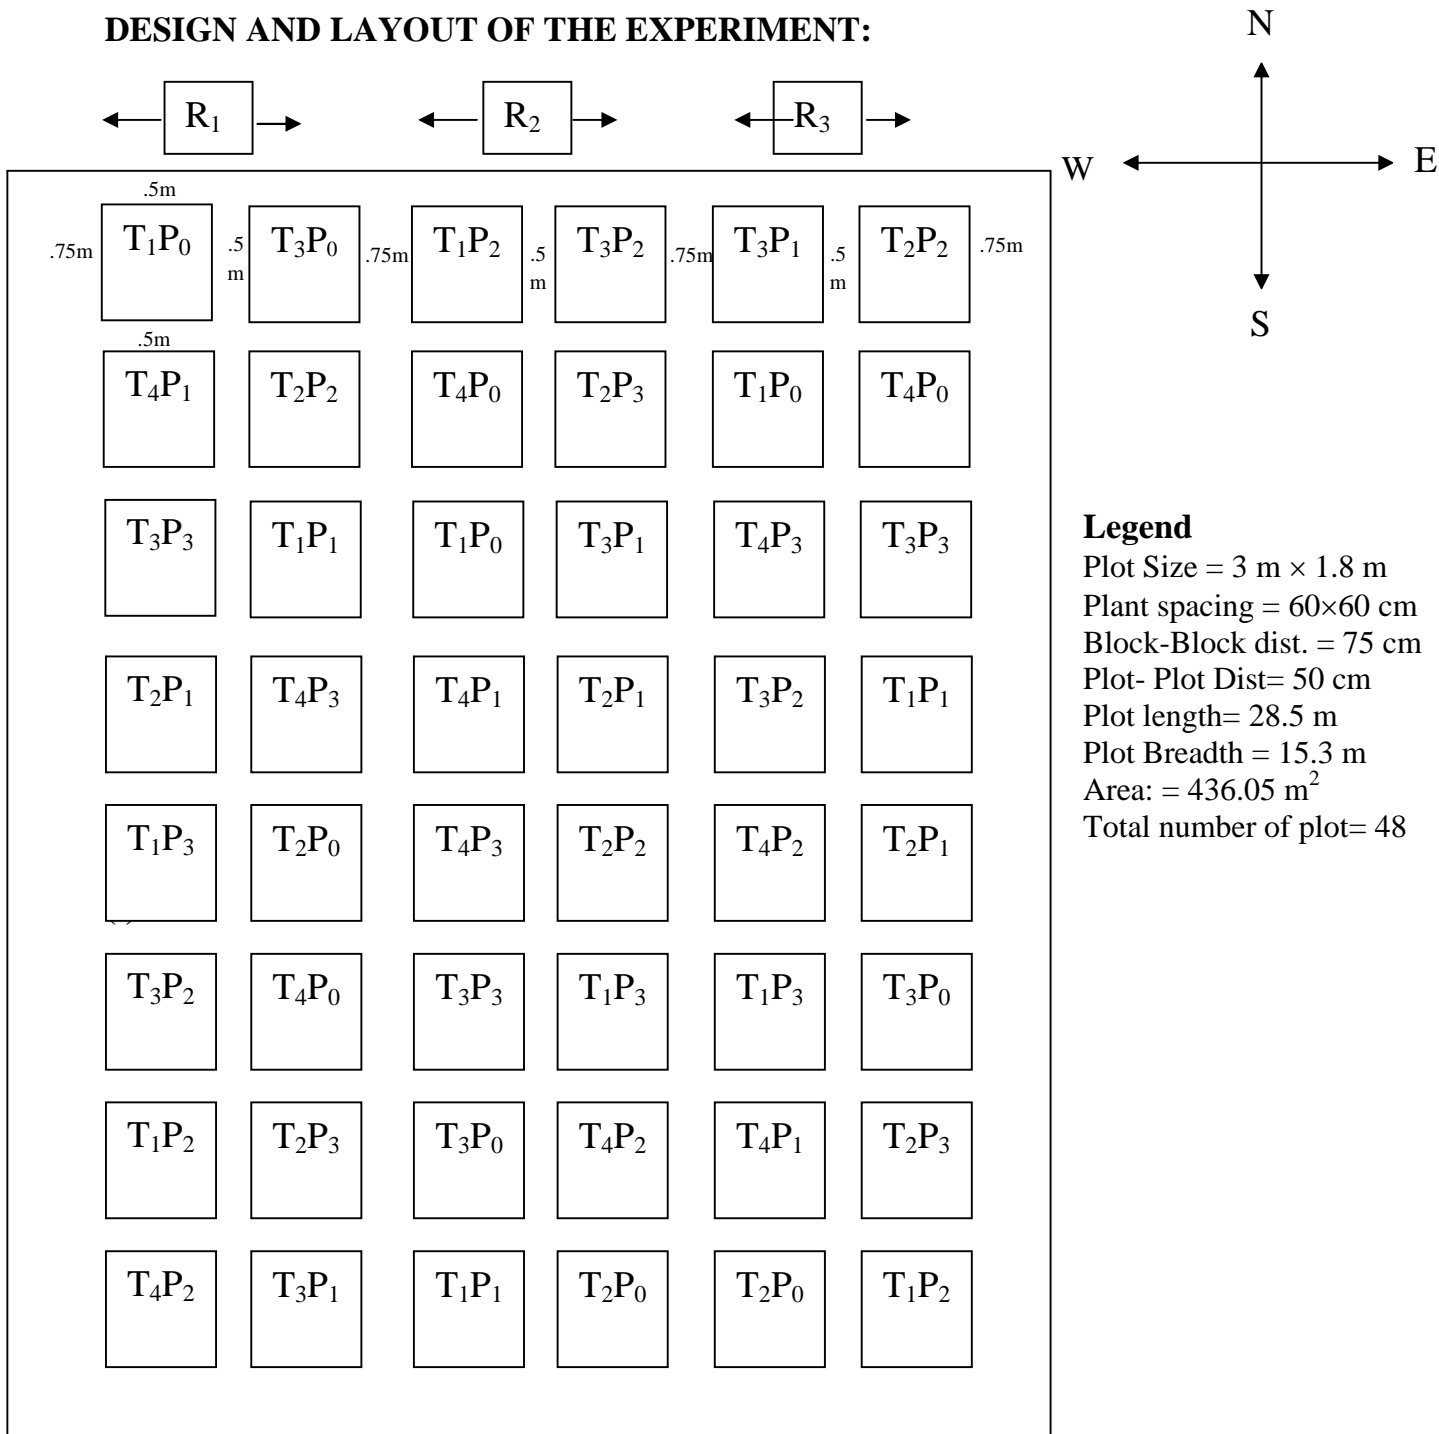 DESIGN AND LAYOUT OF THE EXPERIMENT:
N
R₁ R₂ R₃
W E
S
.5m
.75m T₁P₀ .5 m T₃P₀ .75m T₁P₂ .5 m T₃P₂ .75m T₃P₁ .5 m T₂P₂ .75m
.5m
T₄P₁ T₂P₂ T₄P₀ T₂P₃ T₁P₀ T₄P₀
T₃P₃ T₁P₁ T₁P₀ T₃P₁ T₄P₃ T₃P₃
T₂P₁ T₄P₃ T₄P₁ T₂P₁ T₃P₂ T₁P₁
T₁P₃ T₂P₀ T₄P₃ T₂P₂ T₄P₂ T₂P₁
T₃P₂ T₄P₀ T₃P₃ T₁P₃ T₁P₃ T₃P₀
T₁P₂ T₂P₃ T₃P₀ T₄P₂ T₄P₁ T₂P₃
T₄P₂ T₃P₁ T₁P₁ T₂P₀ T₂P₀ T₁P₂
Legend
Plot Size = 3 m × 1.8 m
Plant spacing = 60×60 cm
Block-Block dist. = 75 cm
Plot- Plot Dist= 50 cm
Plot length= 28.5 m
Plot Breadth = 15.3 m
Area: = 436.05 m²
Total number of plot= 48